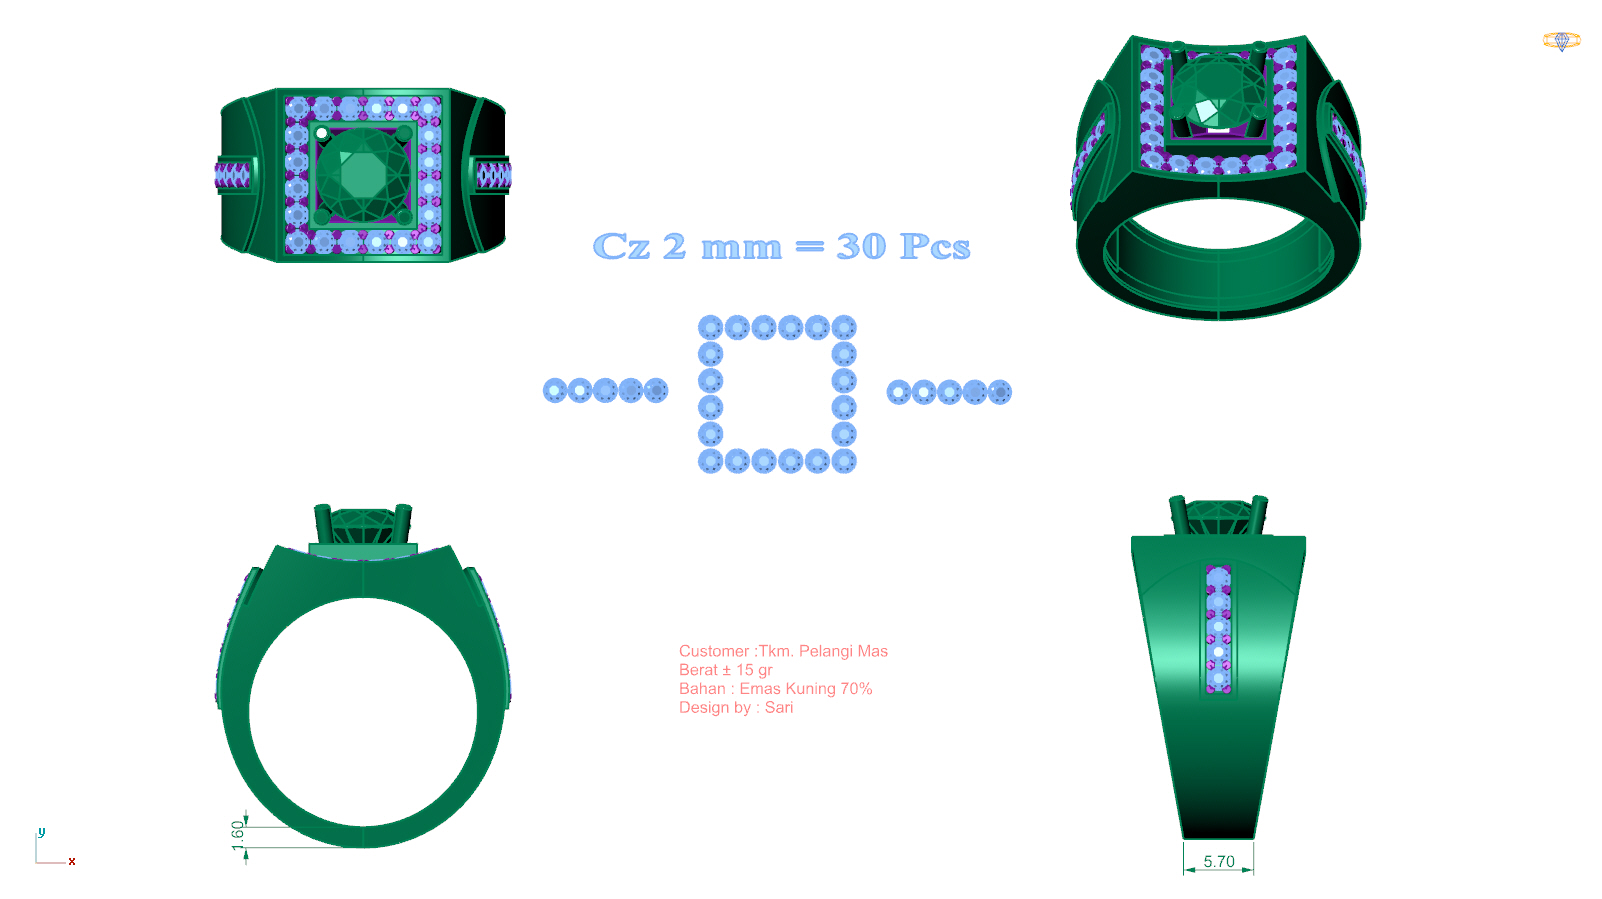 Cz 2 mm = 30 Pcs
Customer :Tkm. Pelangi Mas
Berat ± 15 gr
Bahan : Emas Kuning 70%
Design by : Sari
1.60
5.70
y
x